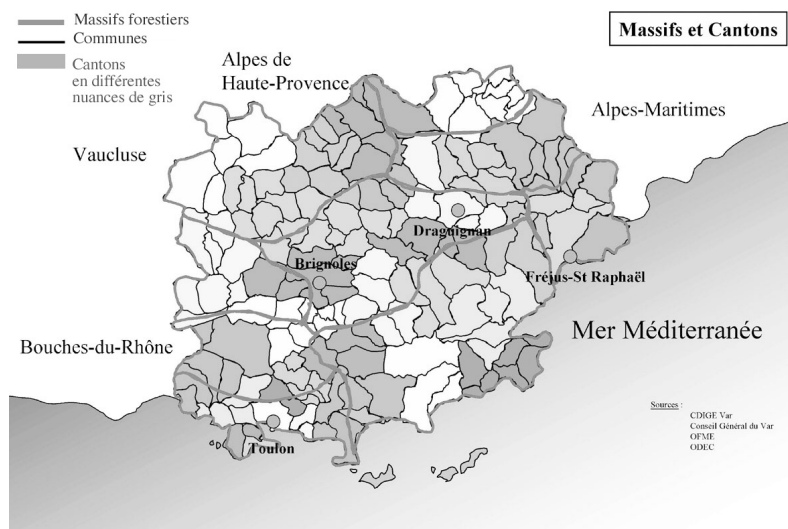 Massifs forestiers
Communes
Cantons
en différentes
nuances de gris
Massifs et Cantons
Alpes de
Haute-Provence
Alpes-Maritimes
Vaucluse
Draguignan
Brignoles
Fréjus-St Raphaël
Mer Méditerranée
Bouches-du-Rhône
Toulon
Sources :
CDIGE Var
Conseil Général du Var
OFME
ODEC